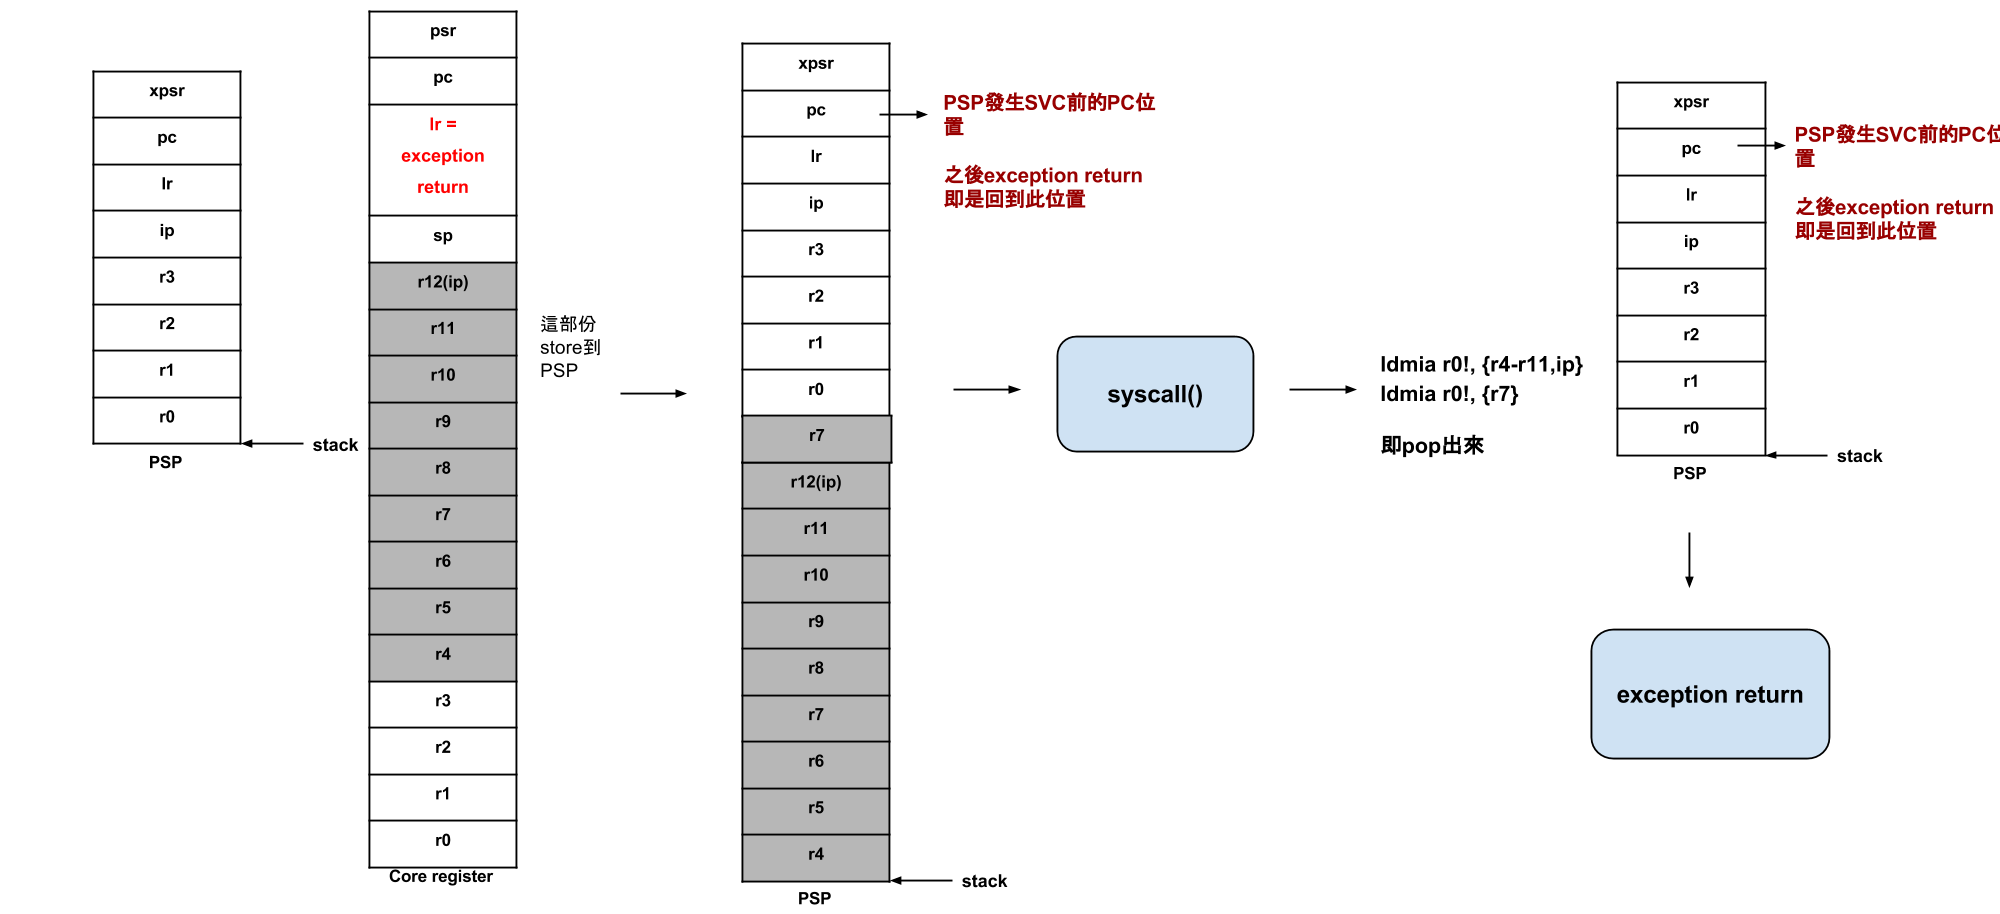 xpsr
pc
lr
ip
r3
r2
r1
r0
stack
PSP
psr
pc
lr =
exception
return
sp
r12(ip)
r11
r10
r9
r8
r7
r6
r5
r4
r3
r2
r1
r0
Core register
這部份
store到
PSP
xpsr
pc
lr
ip
r3
r2
r1
r0
r7
r12(ip)
r11
r10
r9
r8
r7
r6
r5
r4
stack
PSP
PSP發生SVC前的PC位
置
之後exception return
即是回到此位置
syscall()
ldmia r0!, {r4-r11,ip}
ldmia r0!, {r7}
即pop出來
xpsr
pc
lr
ip
r3
r2
r1
r0
stack
PSP
PSP發生SVC前的PC位
置
之後exception return
即是回到此位置
exception return